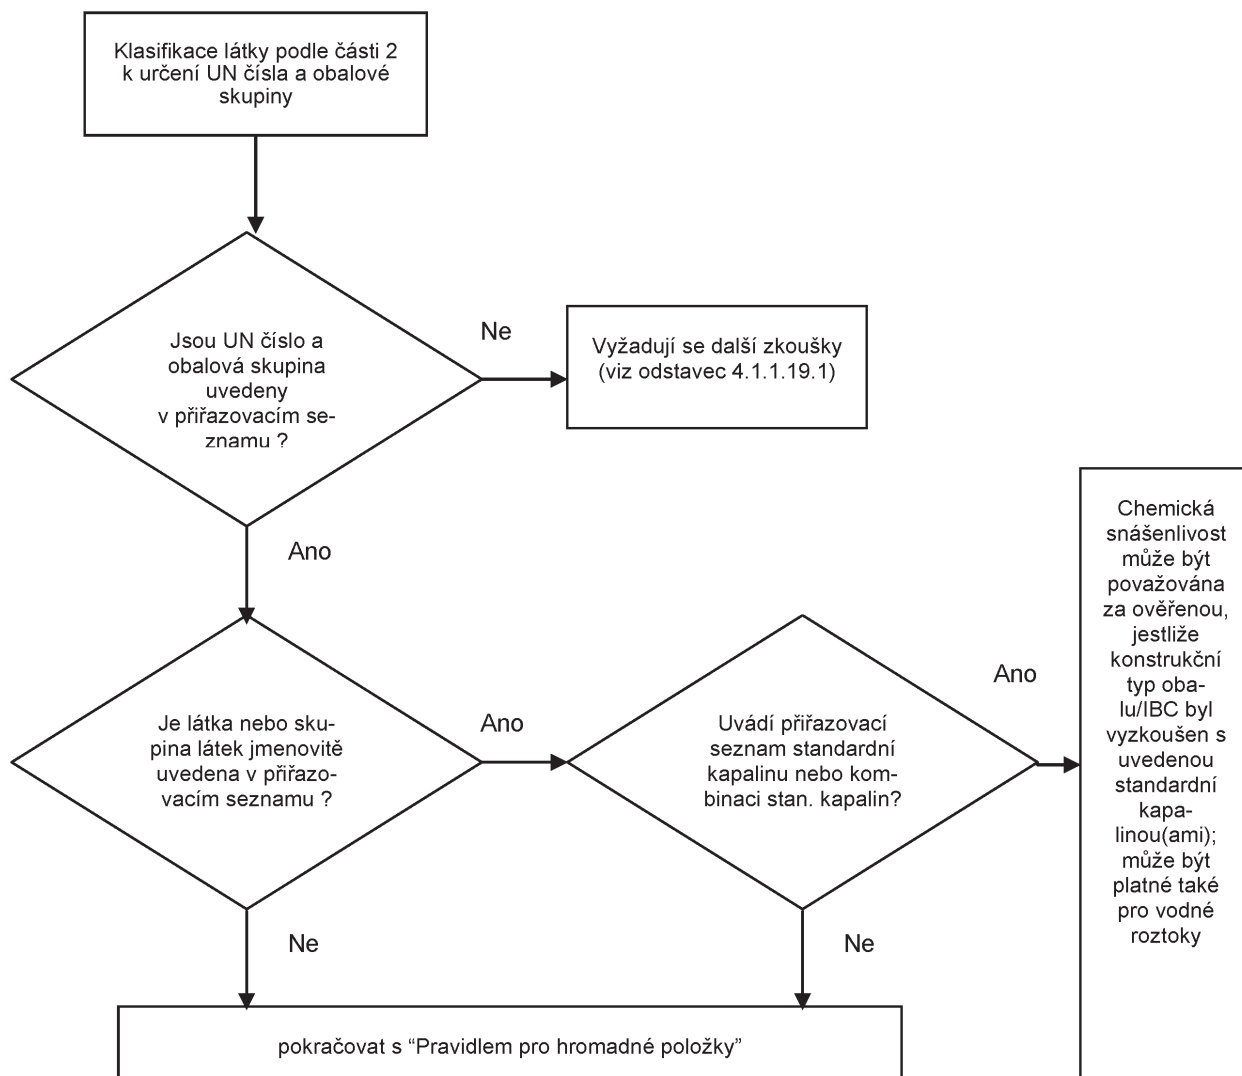 Klasifikace látky podle části 2
k určení UN čísla a obalové
skupiny
Jsou UN číslo a
obalová skupina
uvedeny
v přiřazovacím se-
znamu ?
Ne
Vyžadují se další zkoušky
(viz odstavec 4.1.1.19.1)
Ano
Je látka nebo sku-
pina látek jmenovitě
uvedena v přiřazo-
vacím seznamu ?
Ano
Uvádí přiřazovací
seznam standardní
kapalinu nebo kom-
binaci stan. kapalin?
Ano
Chemická
snášenlivost
může být
považována
za ověřenou,
jestliže
konstrukční
typ oba-
lu/IBC byl
vyzkoušen s
uvedenou
standardní
kapa-
linou(ami);
může být
platné také
pro vodné
roztoky
Ne
Ne
pokračovat s “Pravidlem pro hromadné položky”